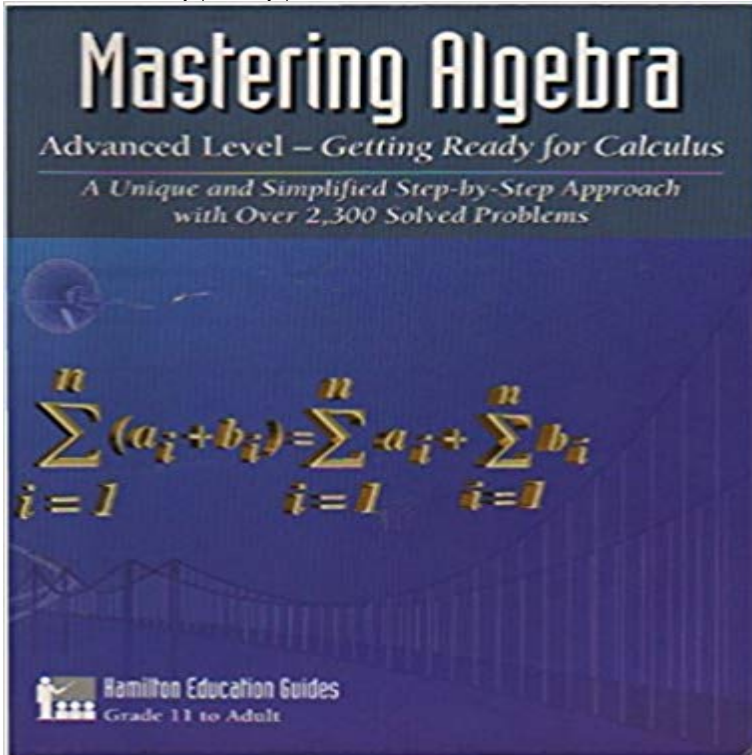 Mastering Algebra
Advanced Level – Getting Ready for Calculus
A Unique and Simplified Step-by-Step Approach
with Over 2,300 Solved Problems
n n n
∑(aᵢ+bᵢ)=∑aᵢ+∑bᵢ
i=1 i=1 i=1
Hamilton Education Guides
Grade 11 to Adult